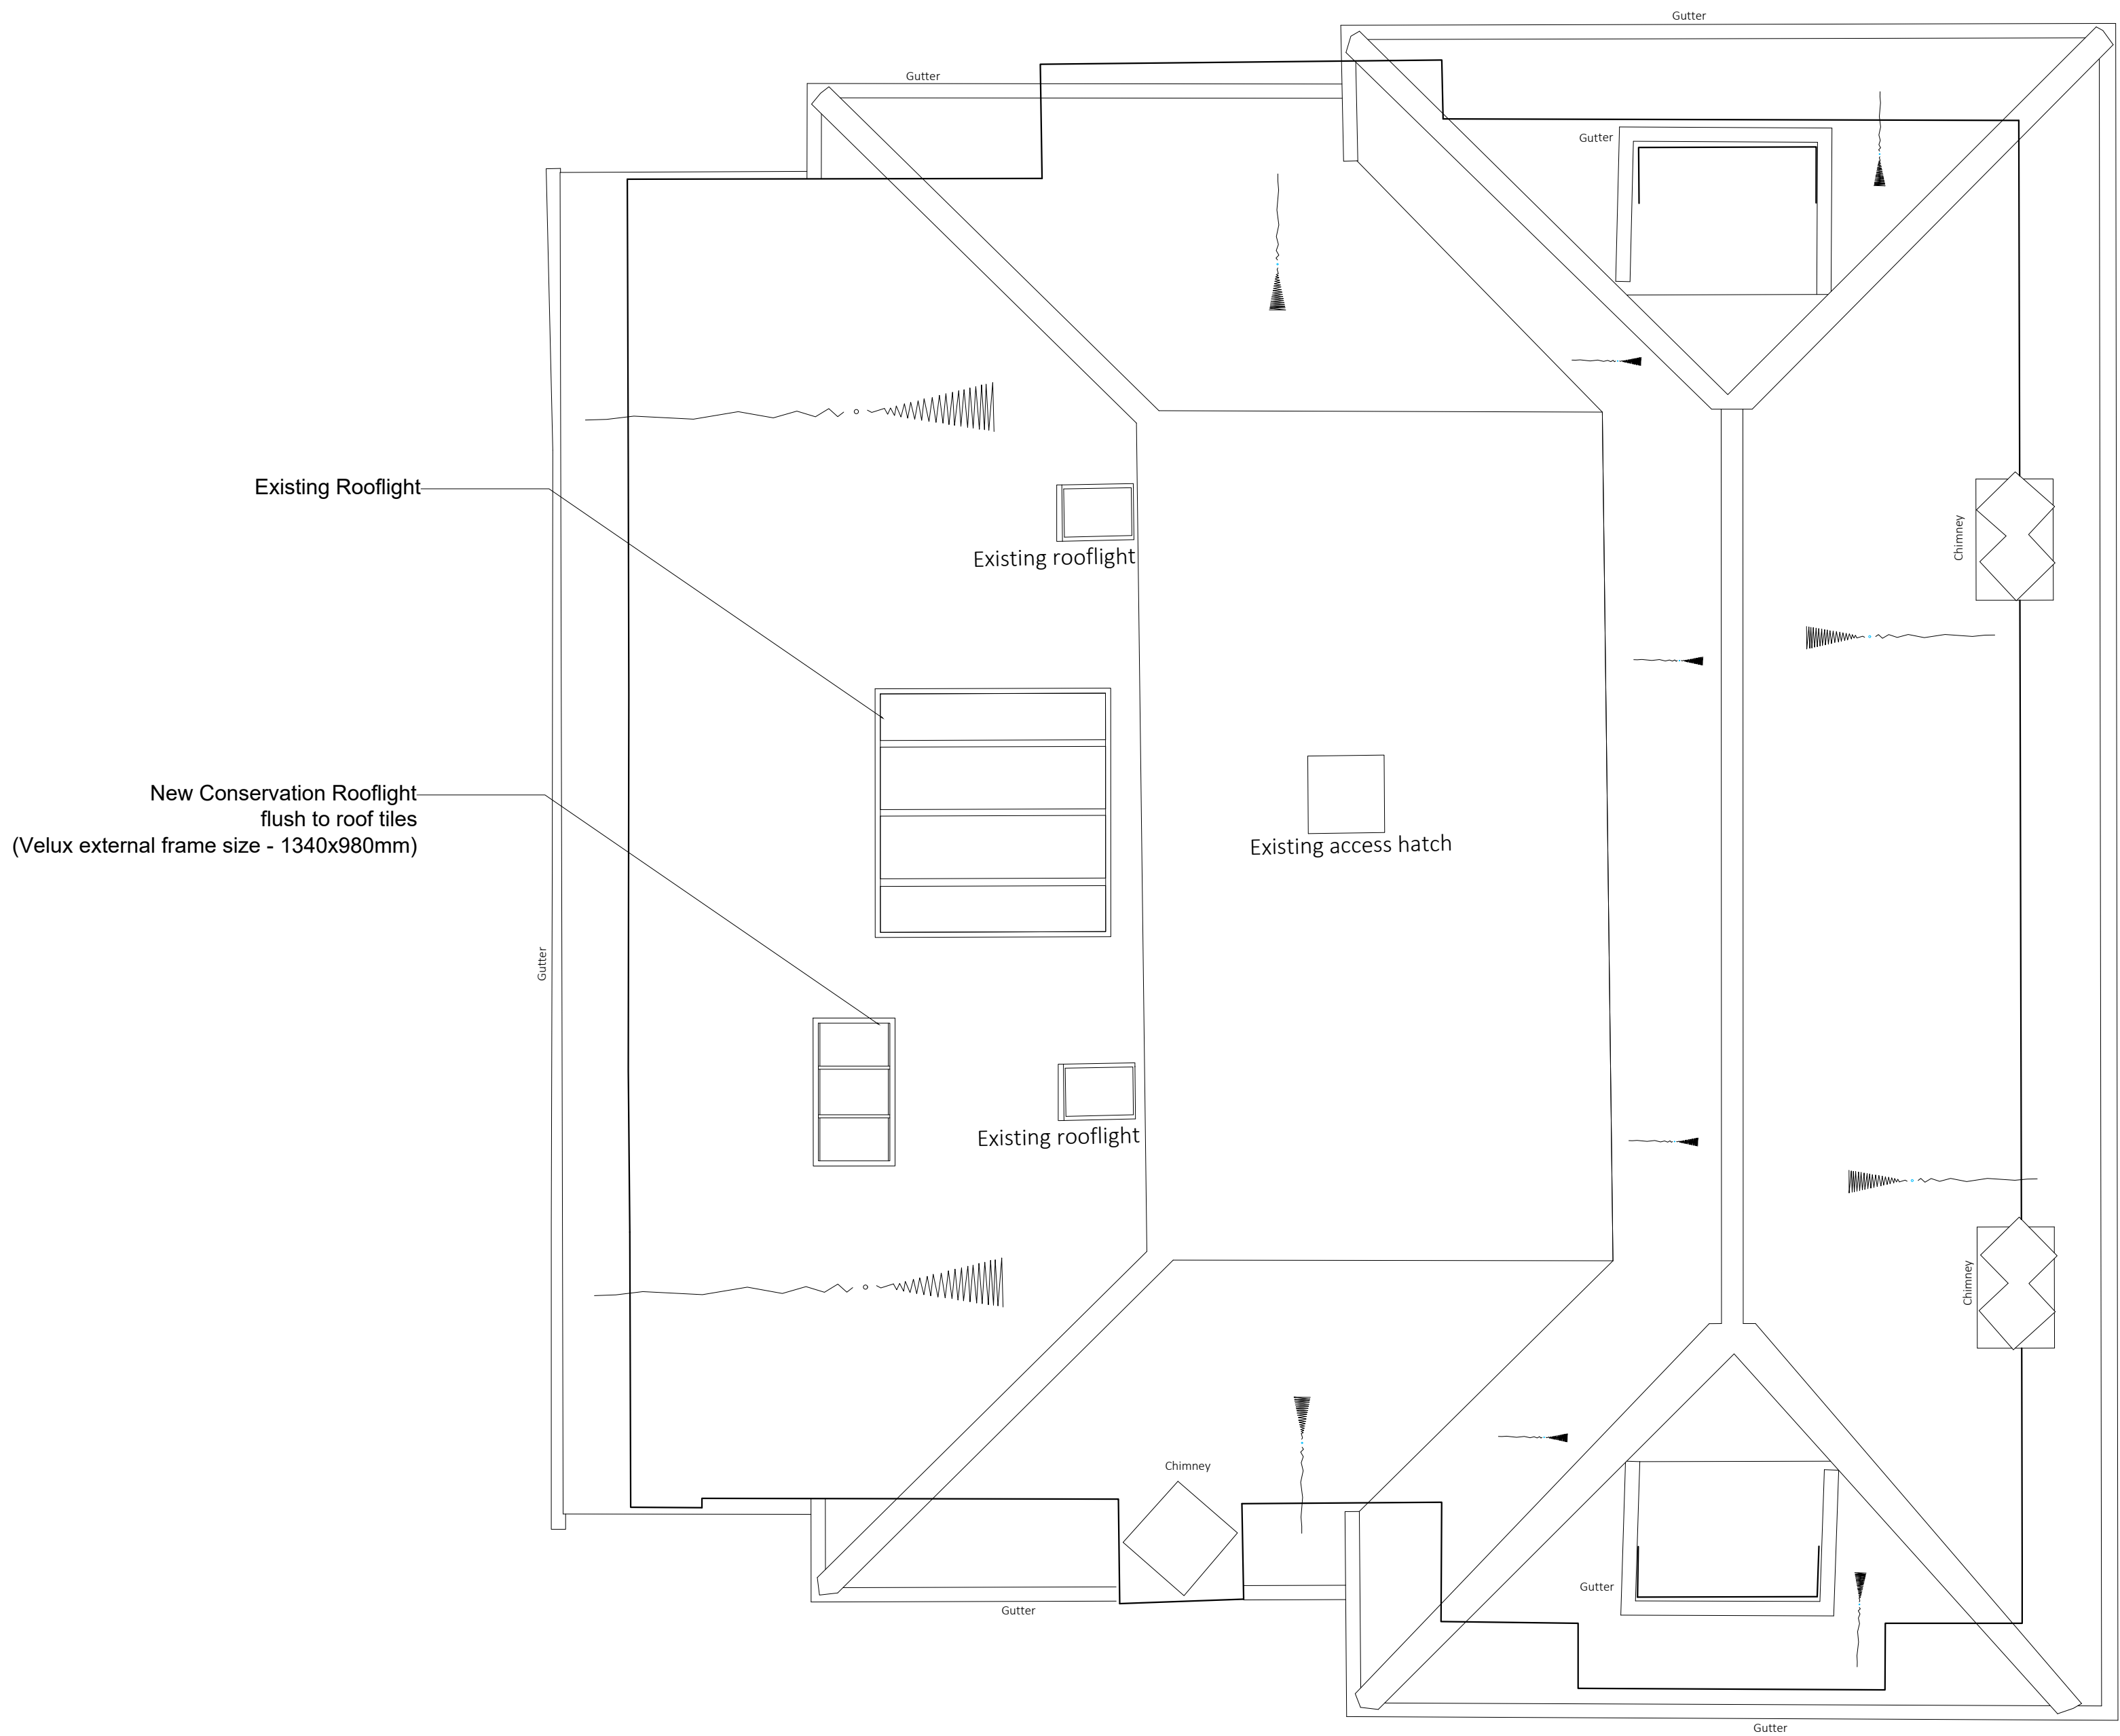 Gutter
Gutter
Gutter
Existing Rooflight
Existing rooflight
Chimney
New Conservation Rooflight
flush to roof tiles
(Velux external frame size - 1340x980mm)
Existing access hatch
Gutter
Existing rooflight
Chimney
Chimney
Gutter
Gutter
Gutter